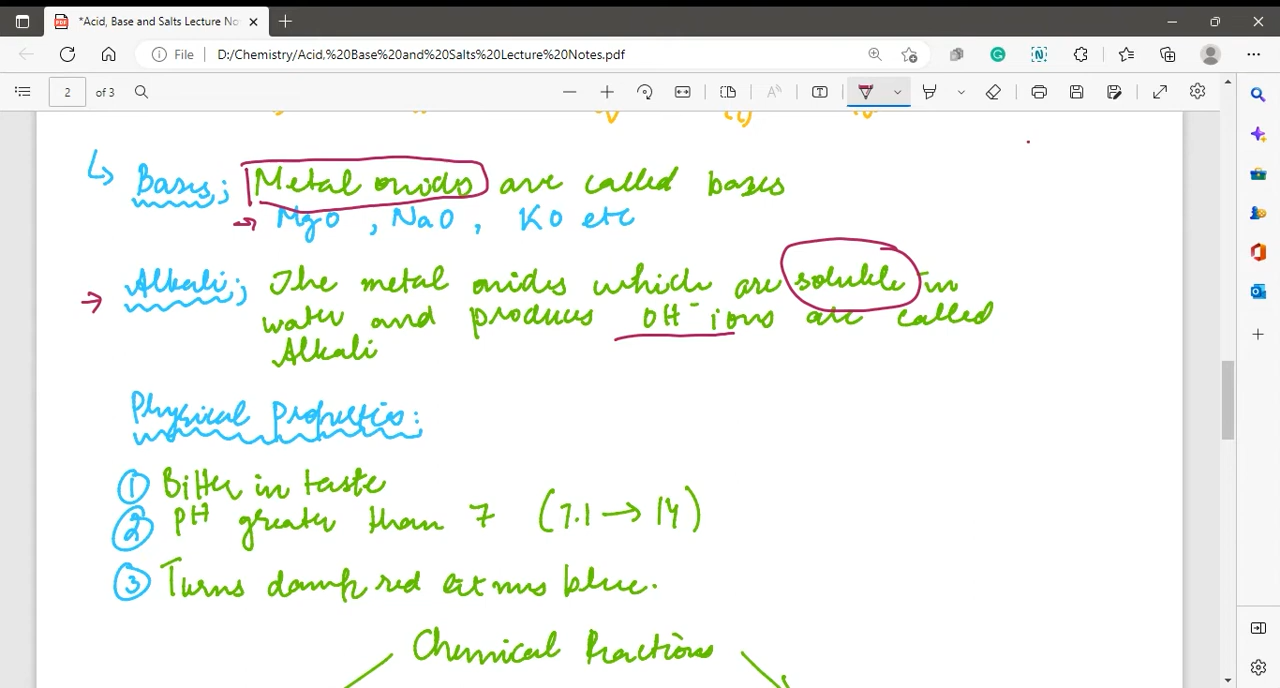 *Acid, Base and Salts Lecture No
File D:/Chemistry/Acid,%20Base%20and%20Salts%20Lecture%20Notes.pdf
2 of 3
Bases; Metal oxides are called bases
→ MgO , NaO , KO etc
→ Alkali; The metal oxides which are soluble in
water and produces OH⁻ ions are called
Alkali
Physical Properties:
① Bitter in taste
② PH greater than 7 (7.1 → 14)
③ Turns damp red litmus blue.
Chemical Reactions